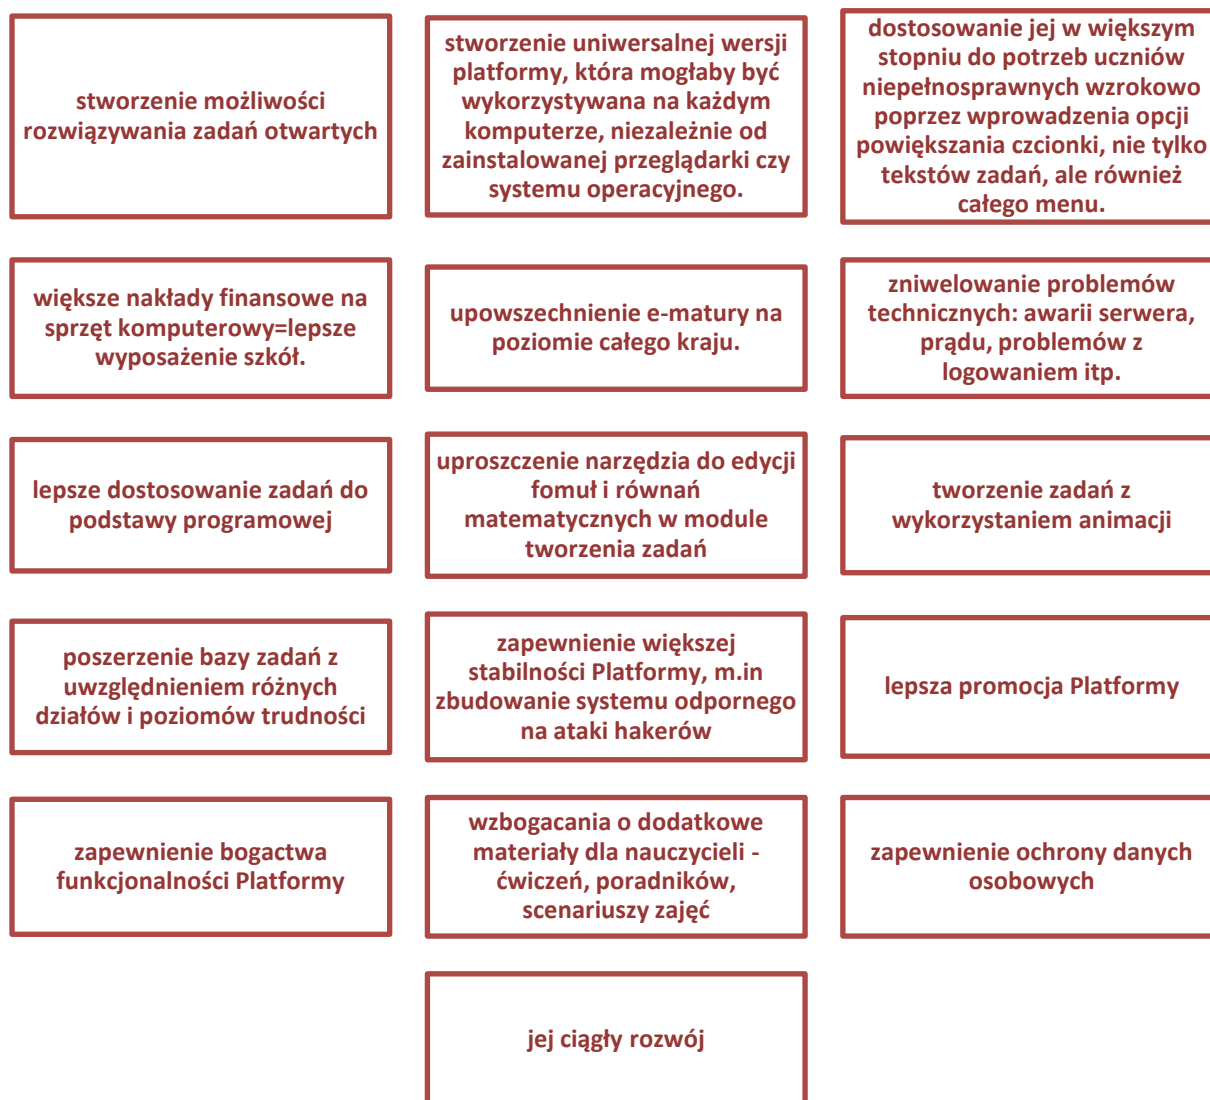 stworzenie możliwości
rozwiązywania zadań otwartych
stworzenie uniwersalnej wersji
platformy, która mogłaby być
wykorzystywana na każdym
komputerze, niezależnie od
zainstalowanej przeglądarki czy
systemu operacyjnego.
dostosowanie jej w większym
stopniu do potrzeb uczniów
niepełnosprawnych wzrokowo
poprzez wprowadzenia opcji
powiększania czcionki, nie tylko
tekstów zadań, ale również
całego menu.
większe nakłady finansowe na
sprzęt komputerowy=lepsze
wyposażenie szkół.
upowszechnienie e-matury na
poziomie całego kraju.
zniwelowanie problemów
technicznych: awarii serwera,
prądu, problemów z
logowaniem itp.
lepsze dostosowanie zadań do
podstawy programowej
uproszczenie narzędzia do edycji
fomuł i równań
matematycznych w module
tworzenia zadań
tworzenie zadań z
wykorzystaniem animacji
poszerzenie bazy zadań z
uwzględnieniem różnych
działów i poziomów trudności
zapewnienie większej
stabilności Platformy, m.in
zbudowanie systemu odpornego
na ataki hakerów
lepsza promocja Platformy
zapewnienie bogactwa
funkcjonalności Platformy
wzbogacania o dodatkowe
materiały dla nauczycieli -
ćwiczeń, poradników,
scenariuszy zajęć
zapewnienie ochrony danych
osobowych
jej ciągły rozwój